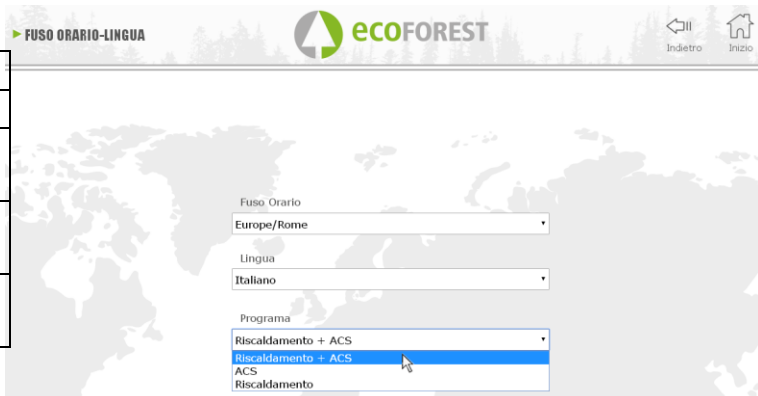 FUSO ORARIO-LINGUA
ecoFOREST
Indietro
Inizio
Fuso Orario
Europe/Rome
Lingua
Italiano
Programa
Riscaldamento + ACS
Riscaldamento + ACS
ACS
Riscaldamento